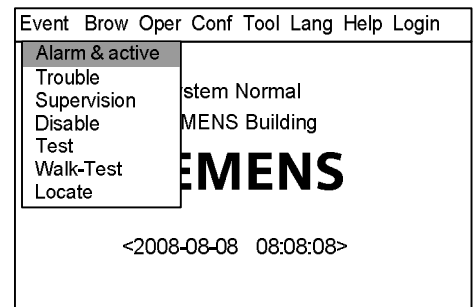 Event Brow Oper Conf Tool Lang Help Login
Alarm & active
Trouble
Supervision
Disable
Test
Walk-Test
Locate
stem Normal
MENS Building
EMENS
<2008-08-08 08:08:08>